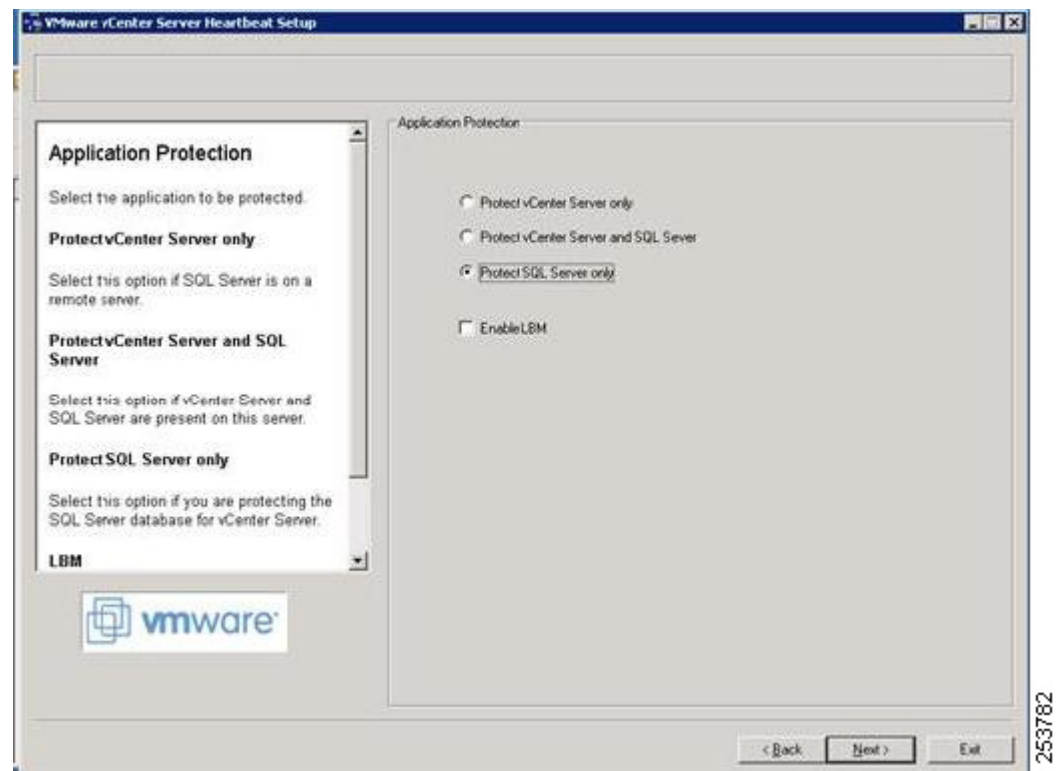 VMware vCenter Server Heartbeat Setup
Application Protection
Select the application to be protected.
Protect vCenter Server only
Select this option if SQL Server is on a
remote server.
Protect vCenter Server and SQL
Server
Select this option if vCenter Server and
SQL Server are present on this server.
Protect SQL Server only
Select this option if you are protecting the
SQL Server database for vCenter Server.
LBM
vmware
Application Protection
Protect vCenter Server only
Protect vCenter Server and SQL Sever
Protect SQL Server only
Enable LBM
< Back
Next >
Exit
253782